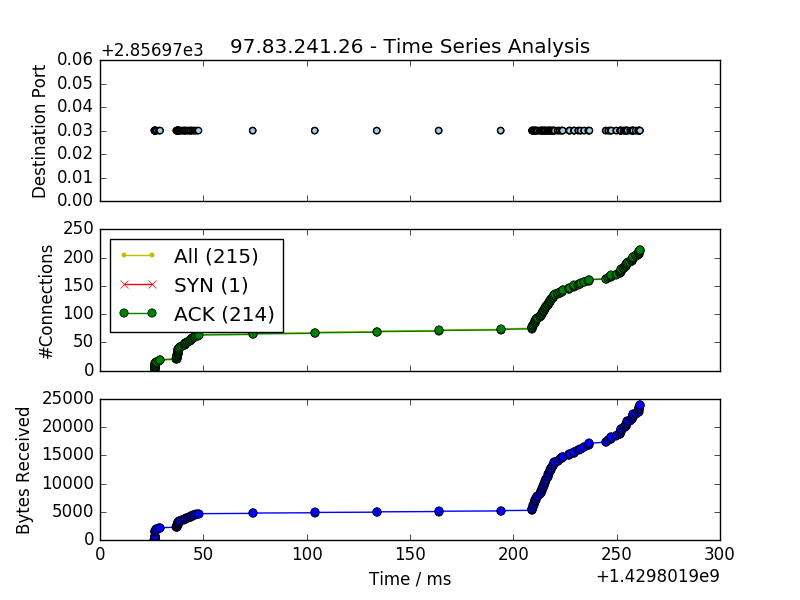 +2.85697e3
97.83.241.26 - Time Series Analysis
Destination Port
0.06
0.05
0.04
0.03
0.02
0.01
0.00
#Connections
250
200
150
100
50
0
All (215)
SYN (1)
ACK (214)
Bytes Received
25000
20000
15000
10000
5000
0
0 50 100 150 200 250 300
Time / ms
+1.4298019e9